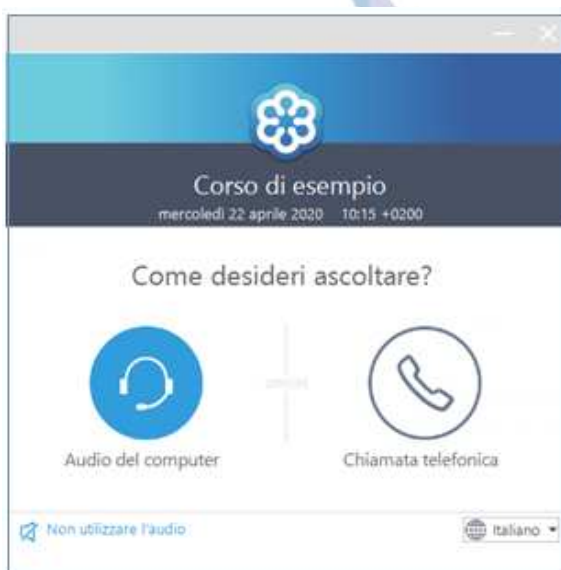 Corso di esempio
mercoledì 22 aprile 2020 10:15 +0200
Come desideri ascoltare?
Audio del computer
Chiamata telefonica
Non utilizzare l'audio
Italiano